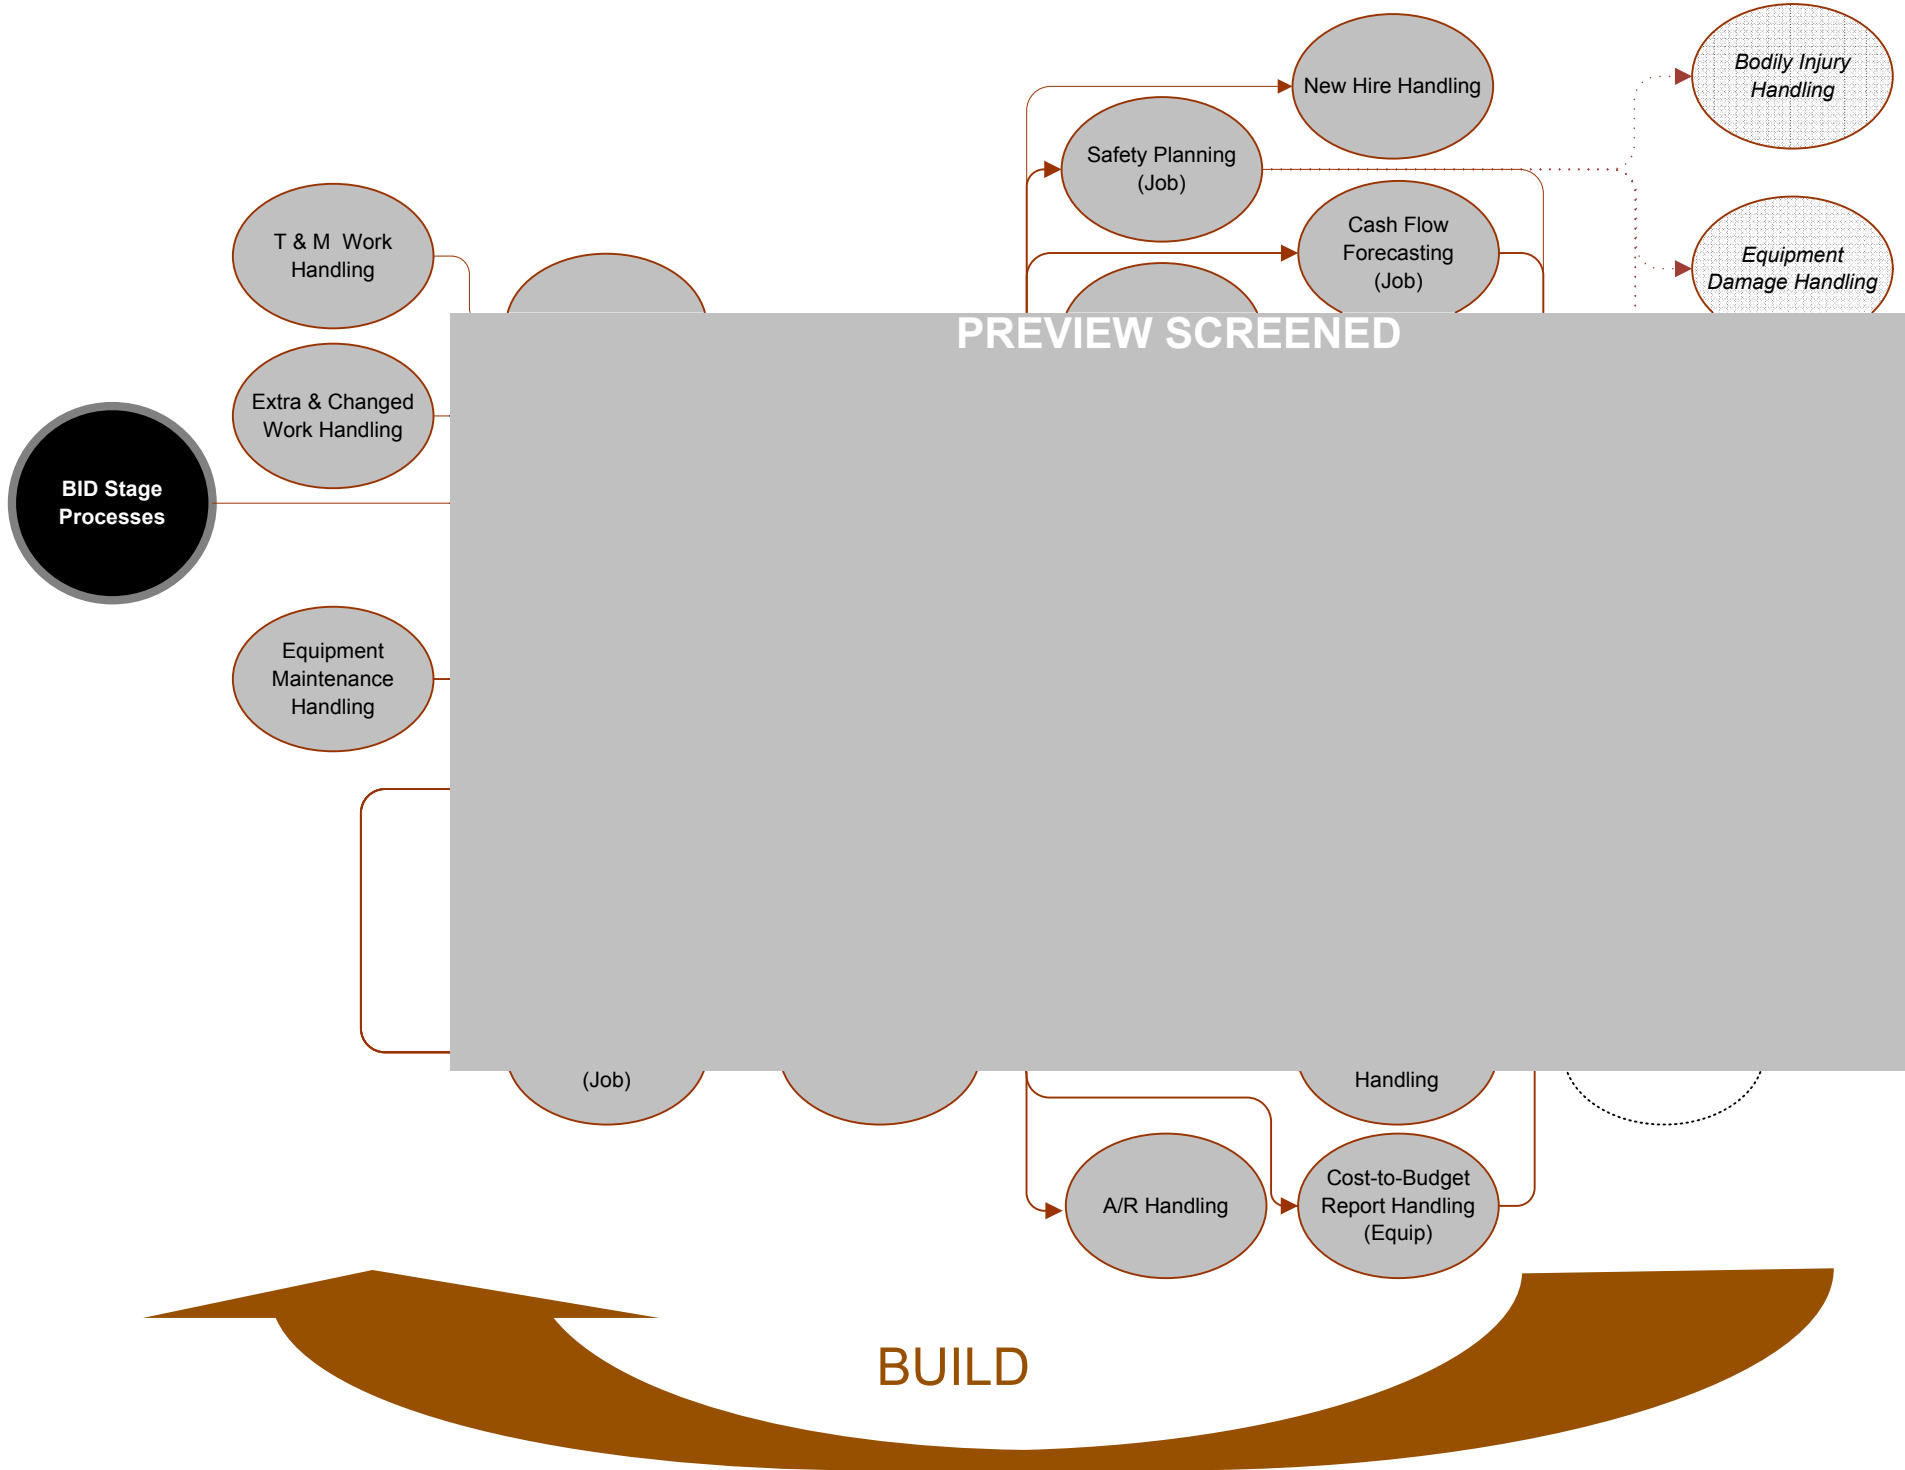 Bodily Injury
Handling
New Hire Handling
Safety Planning
(Job)
Cash Flow
Forecasting
(Job)
T & M  Work
Handling
Equipment
Damage Handling
PREVIEW SCREENED
Extra & Changed
Work Handling
BID Stage
Processes
Equipment
Maintenance
Handling
(Job)
Handling
A/R Handling
Cost-to-Budget
Report Handling
(Equip)
BUILD